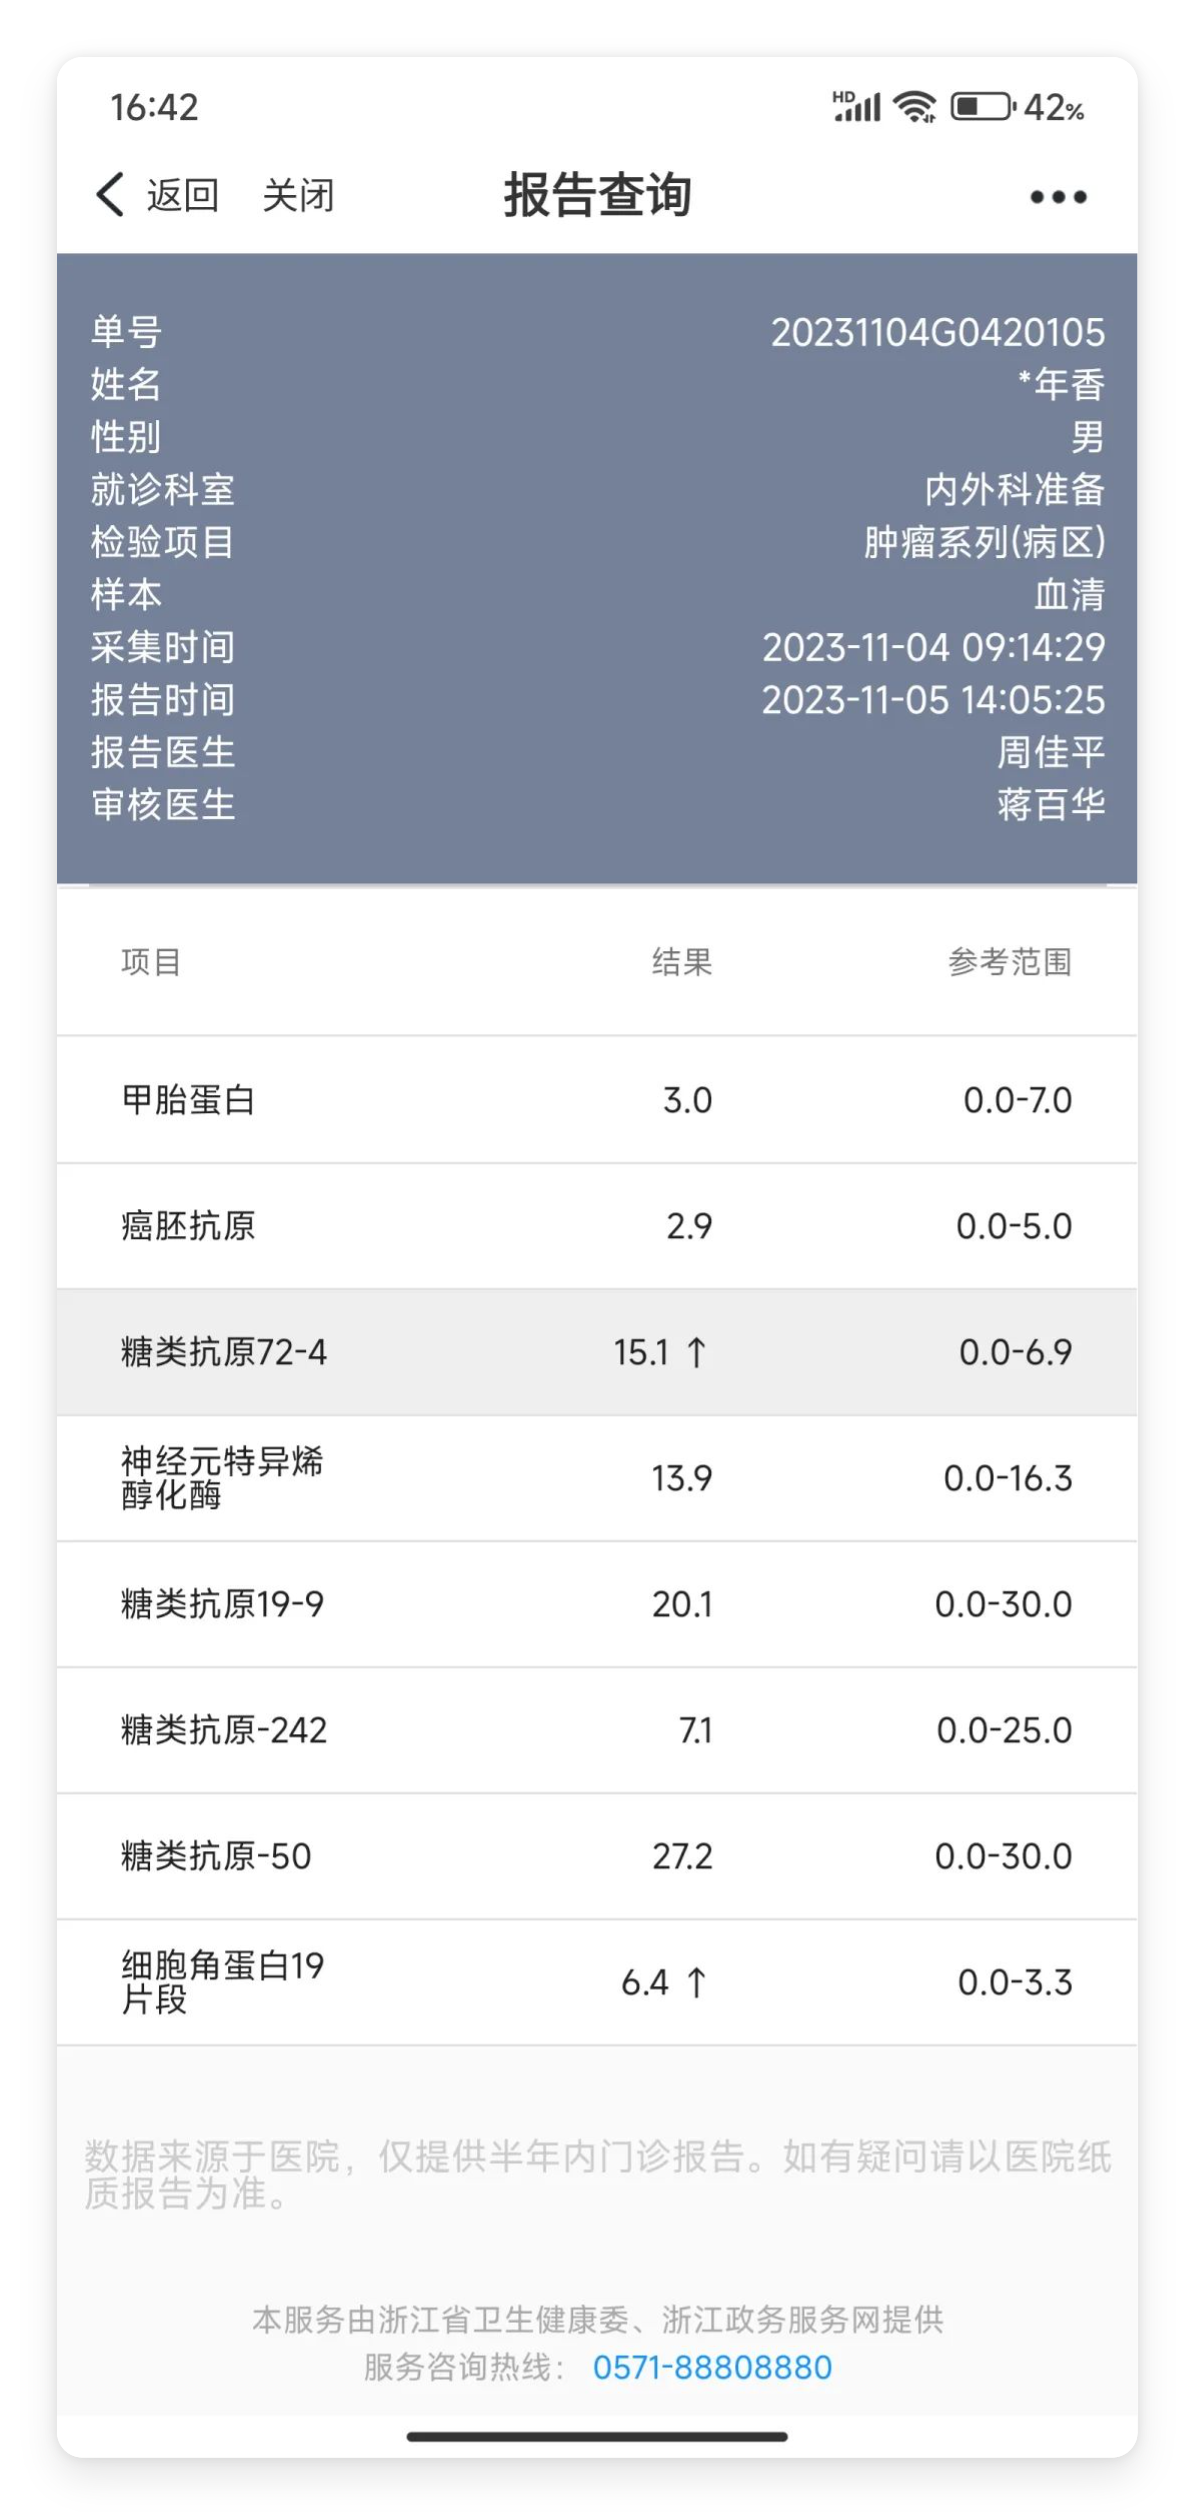 16:42 HD 42%
返回 关闭 报告查询
单号 20231104G0420105
姓名 *年香
性别 男
就诊科室 内外科准备
检验项目 肿瘤系列(病区)
样本 血清
采集时间 2023-11-04 09:14:29
报告时间 2023-11-05 14:05:25
报告医生 周佳平
审核医生 蒋百华
项目 结果 参考范围
甲胎蛋白 3.0 0.0-7.0
癌胚抗原 2.9 0.0-5.0
糖类抗原72-4 15.1 ↑ 0.0-6.9
神经元特异烯
醇化酶 13.9 0.0-16.3
糖类抗原19-9 20.1 0.0-30.0
糖类抗原-242 7.1 0.0-25.0
糖类抗原-50 27.2 0.0-30.0
细胞角蛋白19
片段 6.4 ↑ 0.0-3.3
数据来源于医院，仅提供半年内门诊报告。如有疑问请以医院纸
质报告为准。
本服务由浙江省卫生健康委、浙江政务服务网提供
服务咨询热线： 0571-88808880